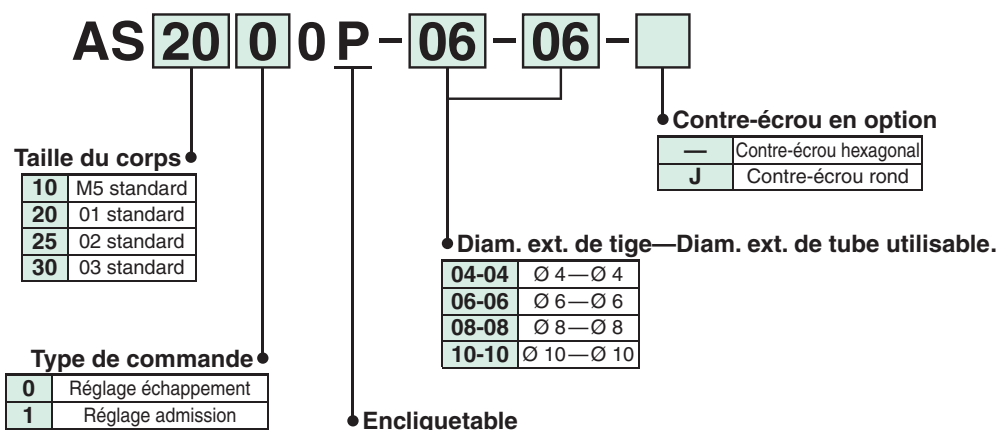 AS 20 0 0 P - 06 - 06 -
Contre-écrou en option
— Contre-écrou hexagonal
J Contre-écrou rond
Taille du corps
10 M5 standard
20 01 standard
25 02 standard
30 03 standard
Diam. ext. de tige—Diam. ext. de tube utilisable.
04-04 Ø 4—Ø 4
06-06 Ø 6—Ø 6
08-08 Ø 8—Ø 8
10-10 Ø 10—Ø 10
Type de commande
0 Réglage échappement
1 Réglage admission
Encliquetable